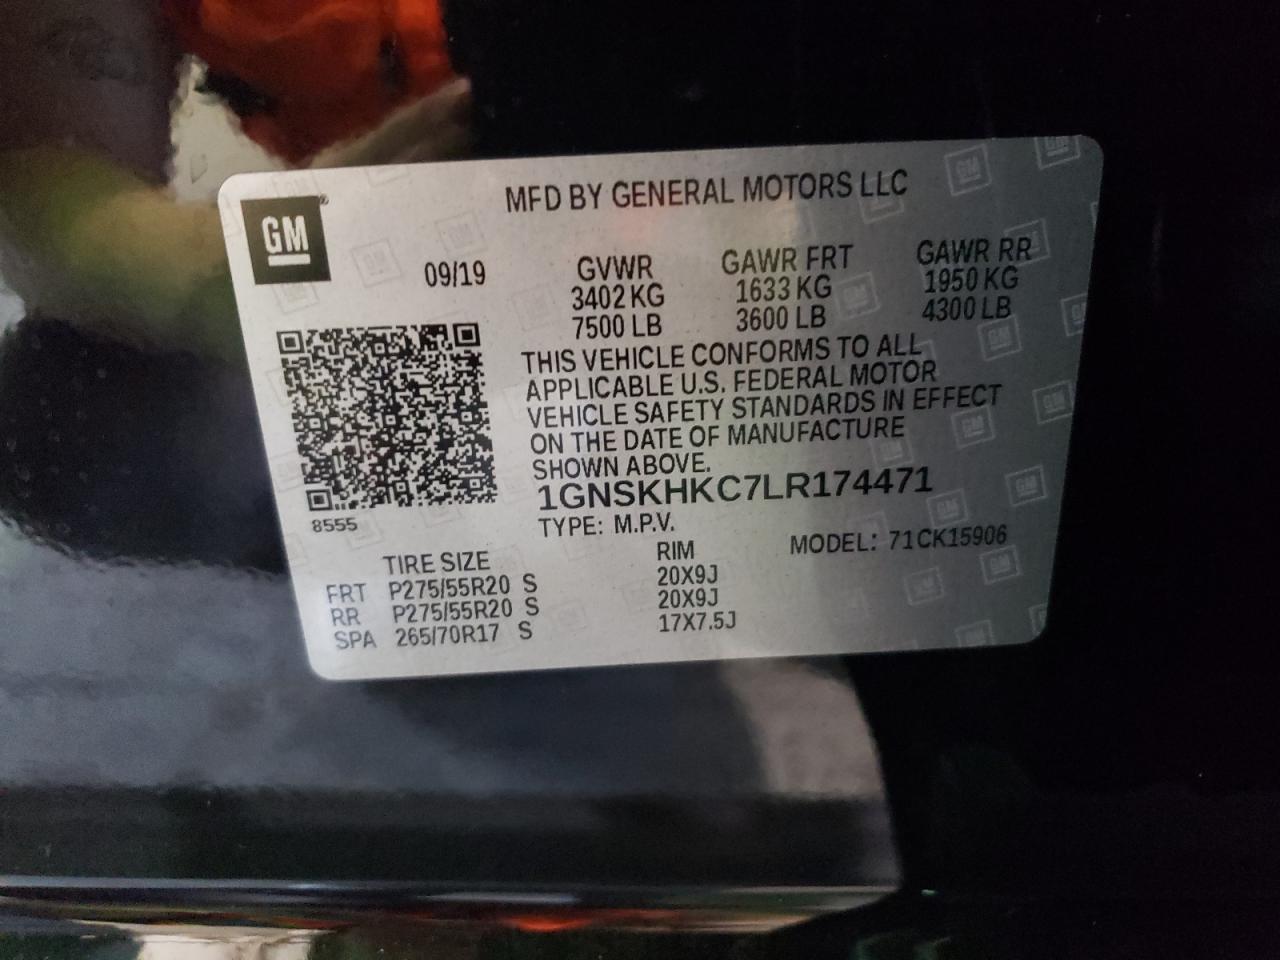 MFD BY GENERAL MOTORS LLC
GM
09/19
GVWR GAWR FRT GAWR RR
3402 KG 1633 KG 1950 KG
7500 LB 3600 LB 4300 LB
THIS VEHICLE CONFORMS TO ALL
APPLICABLE U.S. FEDERAL MOTOR
VEHICLE SAFETY STANDARDS IN EFFECT
ON THE DATE OF MANUFACTURE
SHOWN ABOVE.
1GNSKHKC7LR174471
8555
TYPE: M.P.V. MODEL: 71CK15906
TIRE SIZE RIM
FRT P275/55R20 S 20X9J
RR P275/55R20 S 20X9J
SPA 265/70R17 S 17X7.5J